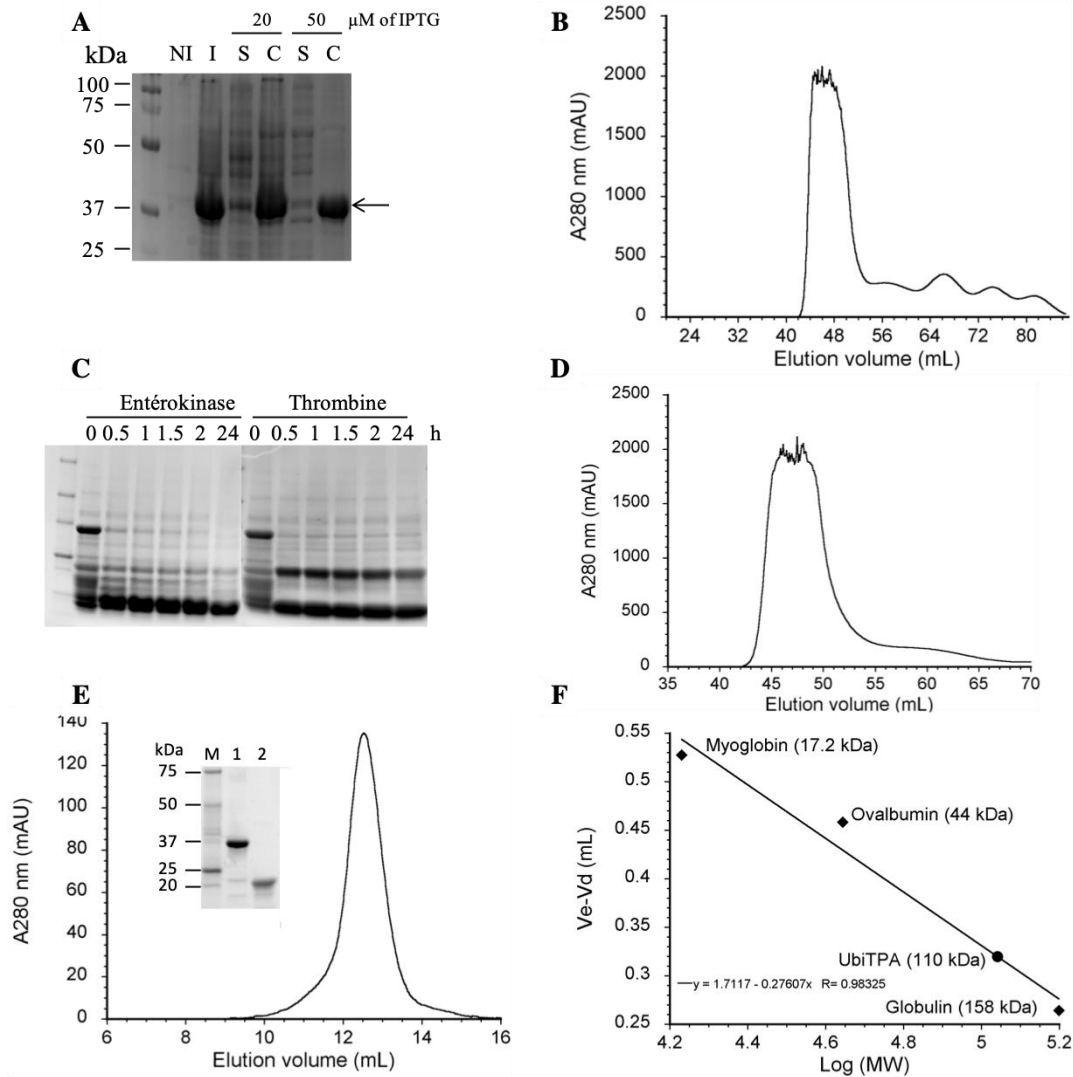 A
20 50 μM of IPTG
kDa NI I S C S C
100
75
50
37
25
B
A280 nm (mAU)
2500
2000
1500
1000
500
0
24 32 40 48 56 64 72 80
Elution volume (mL)
C
Entérokinase Thrombine
0 0.5 1 1.5 2 24 0 0.5 1 1.5 2 24 h
D
A280 nm (mAU)
2500
2000
1500
1000
500
0
35 40 45 50 55 60 65 70
Elution volume (mL)
E
A280 nm (mAU)
140
120
100
80
60
40
20
0
6 8 10 12 14 16
Elution volume (mL)
kDa M 1 2
75
50
37
25
20
F
Ve-Vd (mL)
0.55
0.5
0.45
0.4
0.35
0.3
0.25
Myoglobin (17.2 kDa)
Ovalbumin (44 kDa)
UbiTPA (110 kDa)
y = 1.7117 - 0.27607x R= 0.98325
Globulin (158 kDa)
4.2 4.4 4.6 4.8 5 5.2
Log (MW)